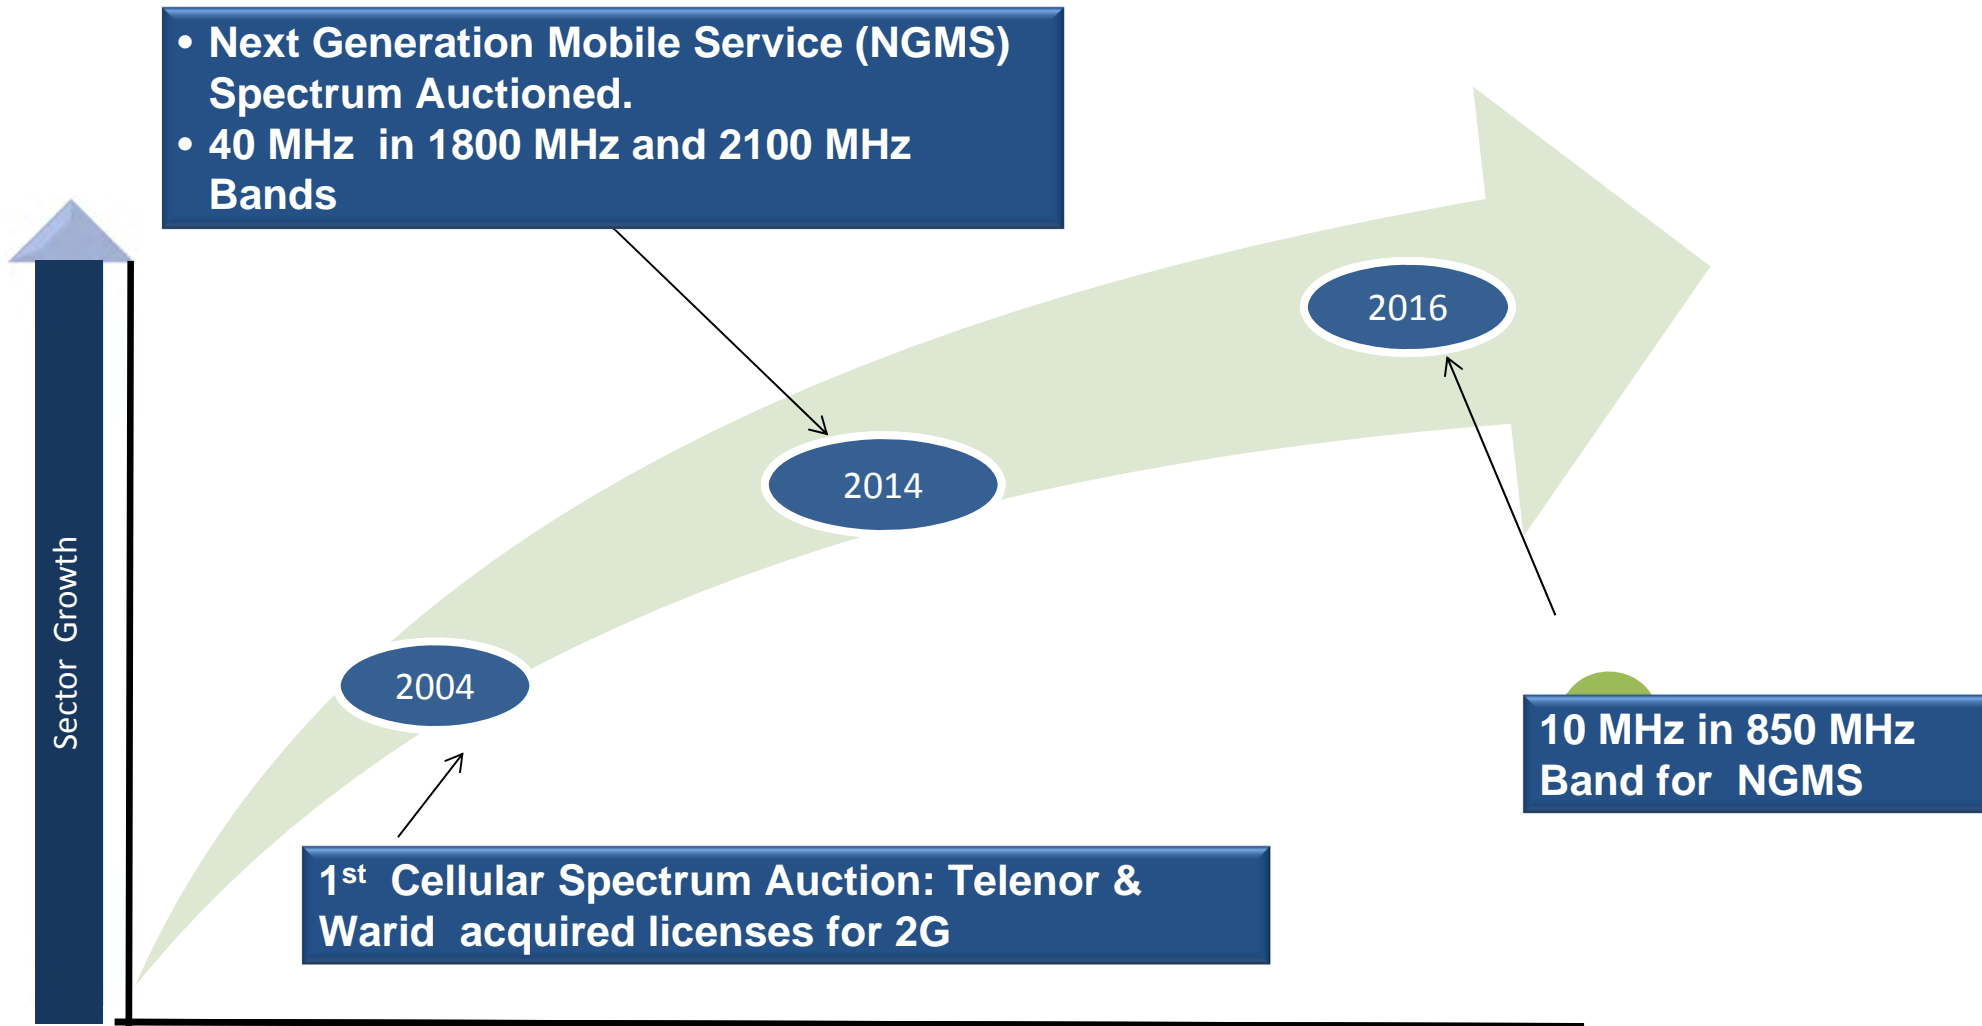 • Next Generation Mobile Service (NGMS)
Spectrum Auctioned.
• 40 MHz in 1800 MHz and 2100 MHz
Bands
2016
2014
Sector Growth
2004
10 MHz in 850 MHz
Band for NGMS
1st Cellular Spectrum Auction: Telenor &
Warid acquired licenses for 2G